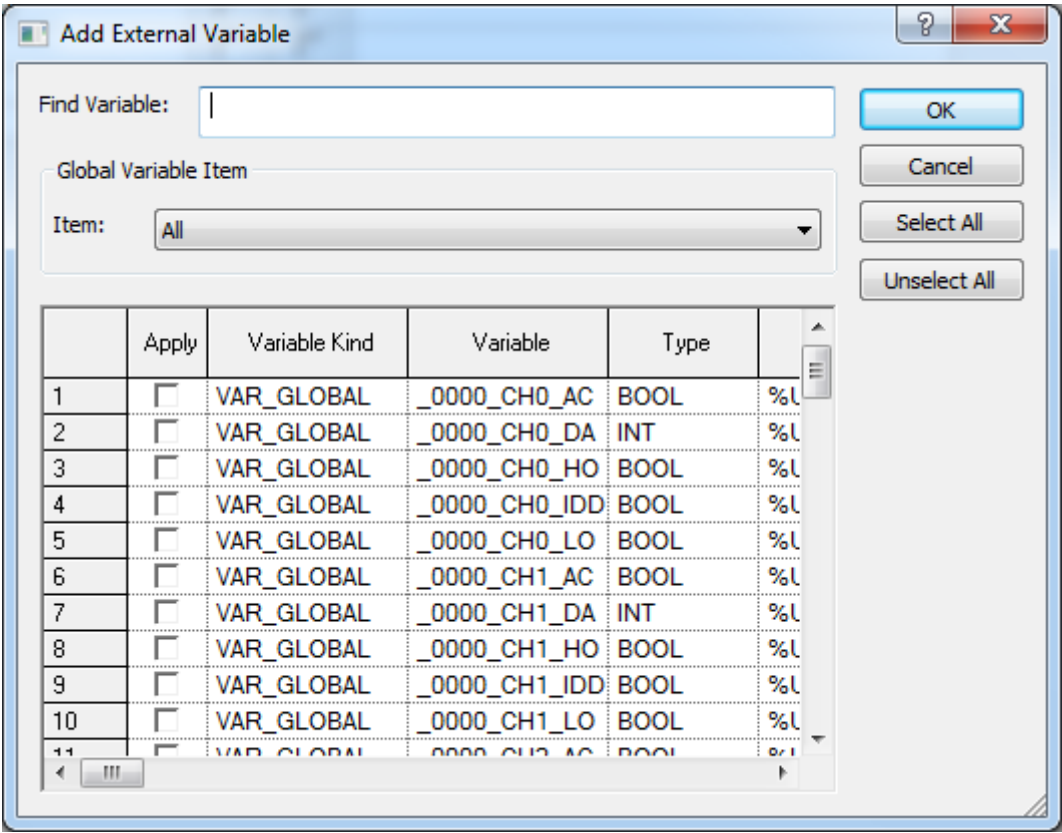 Add External Variable
Find Variable:
OK
Global Variable Item
Cancel
Item: All
Select All
Unselect All
Apply Variable Kind Variable Type
1 VAR_GLOBAL _0000_CH0_AC BOOL
2 VAR_GLOBAL _0000_CH0_DA INT
3 VAR_GLOBAL _0000_CH0_HO BOOL
4 VAR_GLOBAL _0000_CH0_IDD BOOL
5 VAR_GLOBAL _0000_CH0_LO BOOL
6 VAR_GLOBAL _0000_CH1_AC BOOL
7 VAR_GLOBAL _0000_CH1_DA INT
8 VAR_GLOBAL _0000_CH1_HO BOOL
9 VAR_GLOBAL _0000_CH1_IDD BOOL
10 VAR_GLOBAL _0000_CH1_LO BOOL